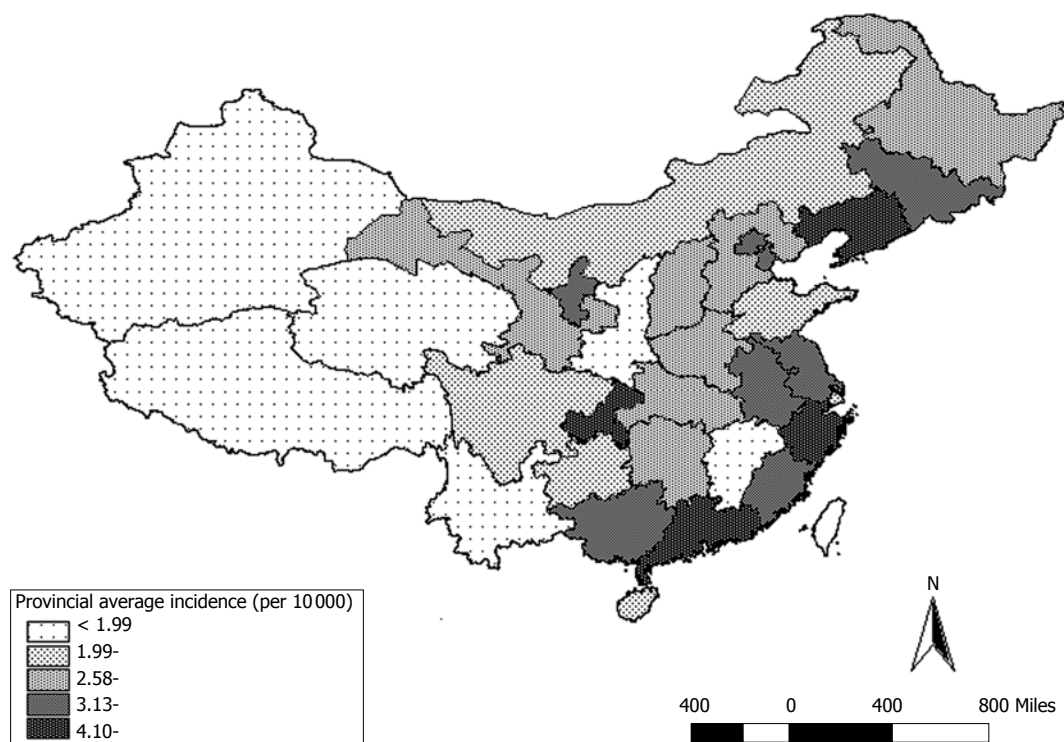 N
Provincial average incidence (per 10 000)
< 1.99
1.99-
2.58-
3.13-
4.10-
400 0 400 800 Miles